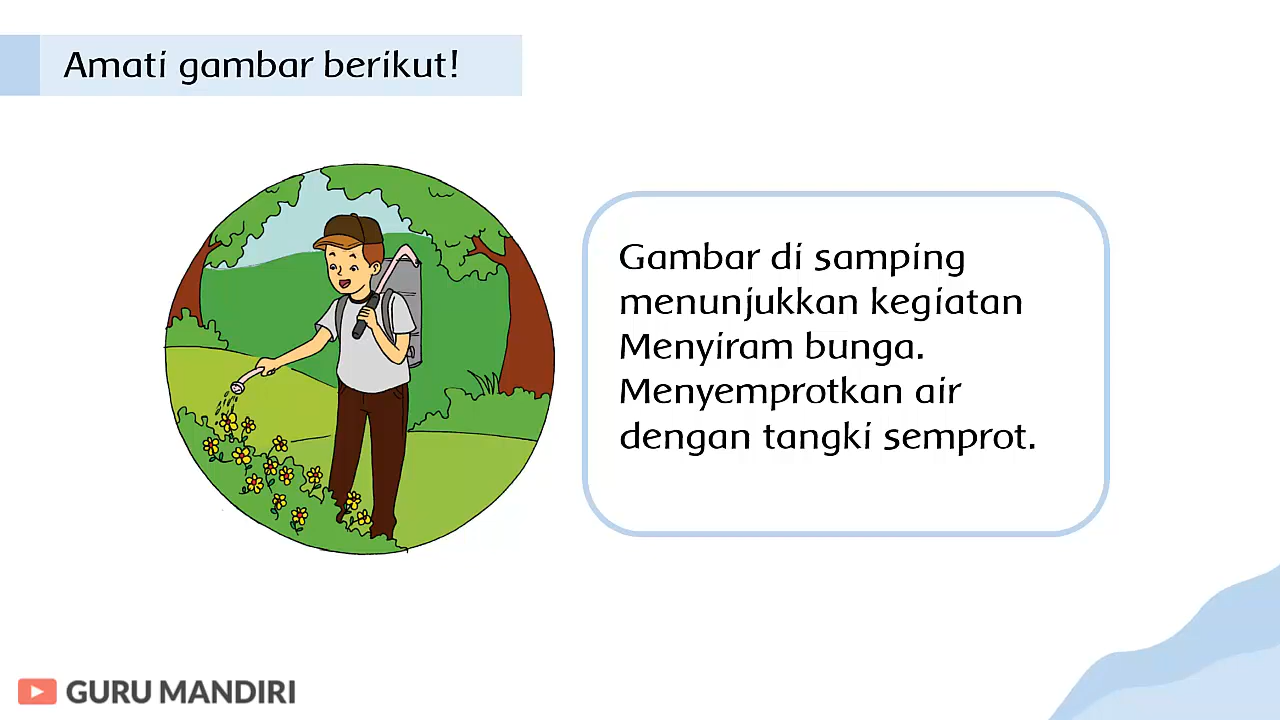 Amati gambar berikut!
Gambar di samping
menunjukkan kegiatan
Menyiram bunga.
Menyemprotkan air
dengan tangki semprot.
GURU MANDIRI